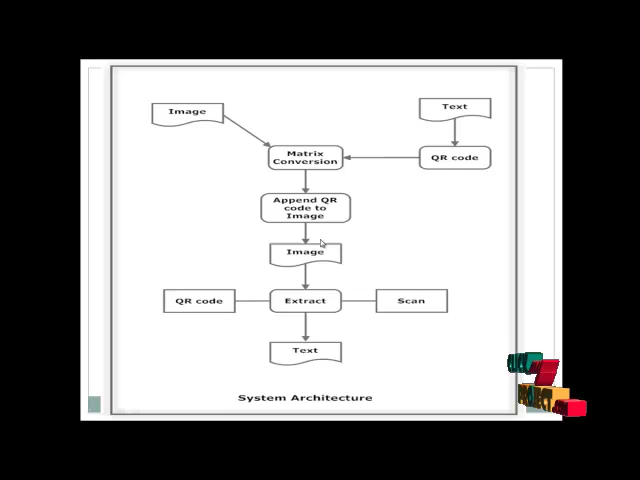 Image
Text
Matrix
Conversion
QR code
Append QR
code to
Image
Image
QR code
Extract
Scan
Text
System Architecture